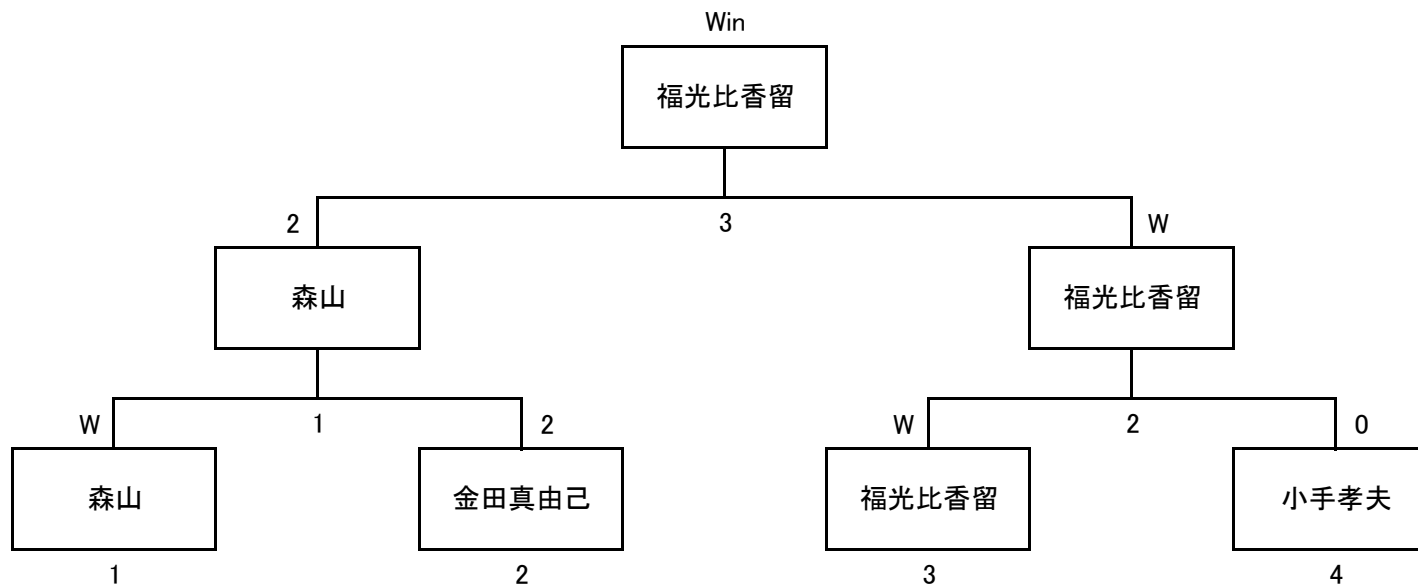 Win
福光比香留
2 3 W
森山 福光比香留
W 1 2 W 2 0
森山 金田真由己 福光比香留 小手孝夫
1 2 3 4